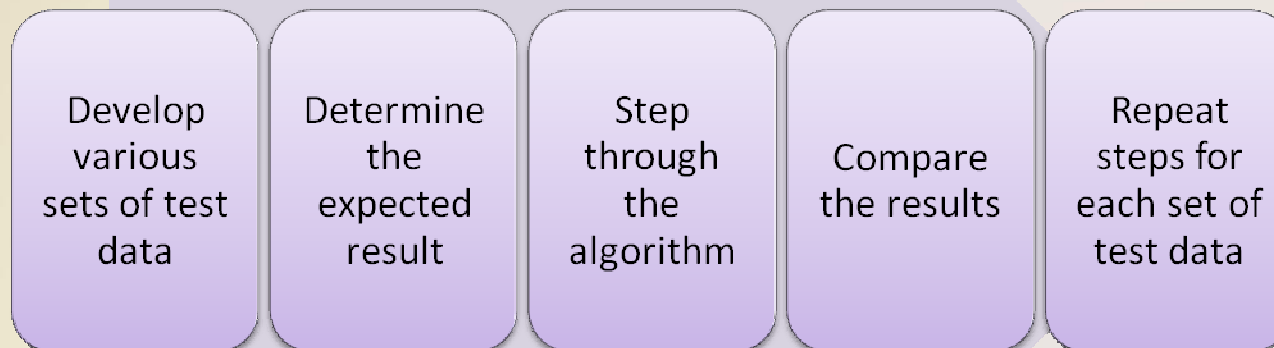 Develop
various
sets of test
data
Determine
the
expected
result
Step
through
the
algorithm
Compare
the results
Repeat
steps for
each set of
test data